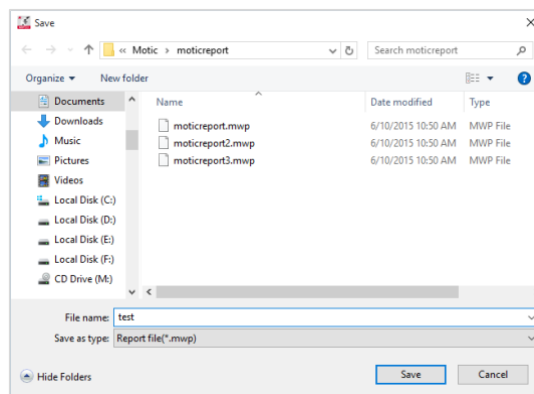 Save
« Motic > moticreport
Search moticreport
Organize
New folder
Documents
Downloads
Music
Pictures
Videos
Local Disk (C:)
Local Disk (D:)
Local Disk (E:)
Local Disk (F:)
CD Drive (M:)
Name Date modified Type
moticreport.mwp 6/10/2015 10:50 AM MWP File
moticreport2.mwp 6/10/2015 10:50 AM MWP File
moticreport3.mwp 6/10/2015 10:50 AM MWP File
File name: test
Save as type: Report file(*.mwp)
Hide Folders
Save
Cancel